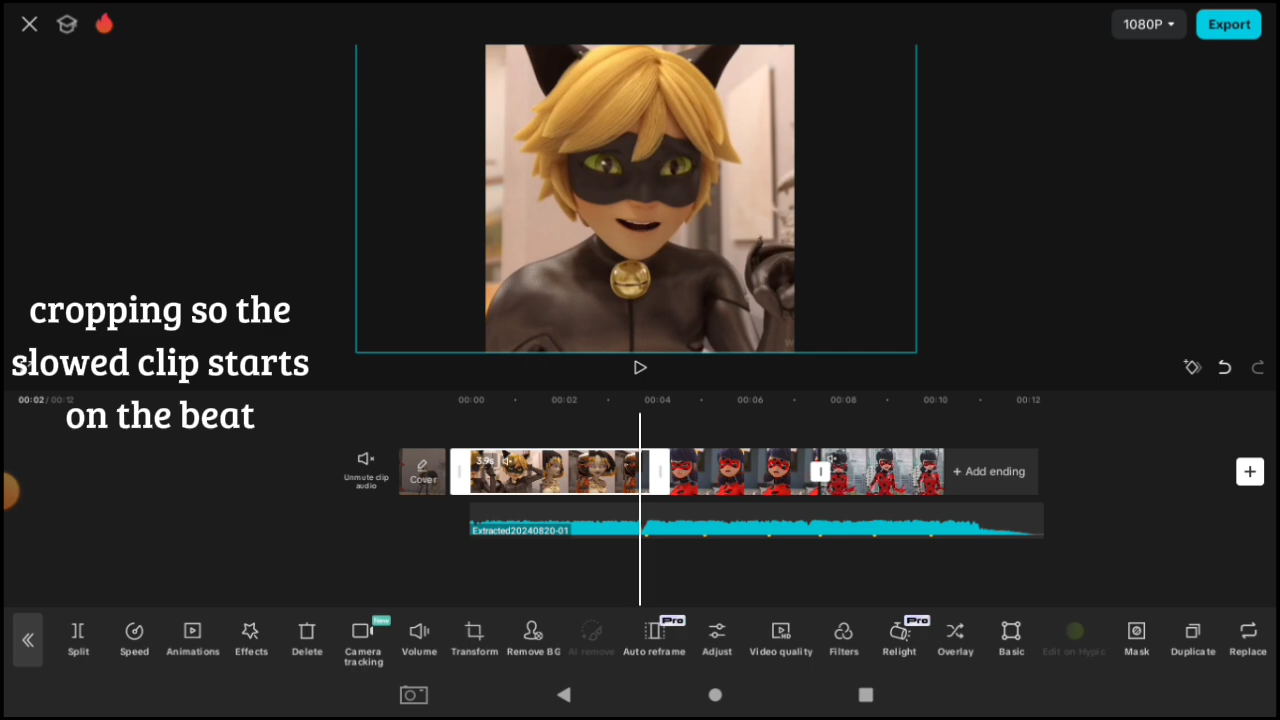 1080P
Export
cropping so the
slowed clip starts
on the beat
00:02 / 00:12
00:00
00:02
00:04
00:06
00:08
00:10
00:12
Unmute clip
audio
Cover
3.9s
+ Add ending
Extracted20240820-01
Split
Speed
Animations
Effects
Delete
New
Camera
tracking
Volume
Transform
Remove BG
AI remove
Pro
Auto reframe
Adjust
HD
Video quality
Filters
Pro
Relight
Overlay
Basic
Edit on Hypic
Mask
Duplicate
Replace